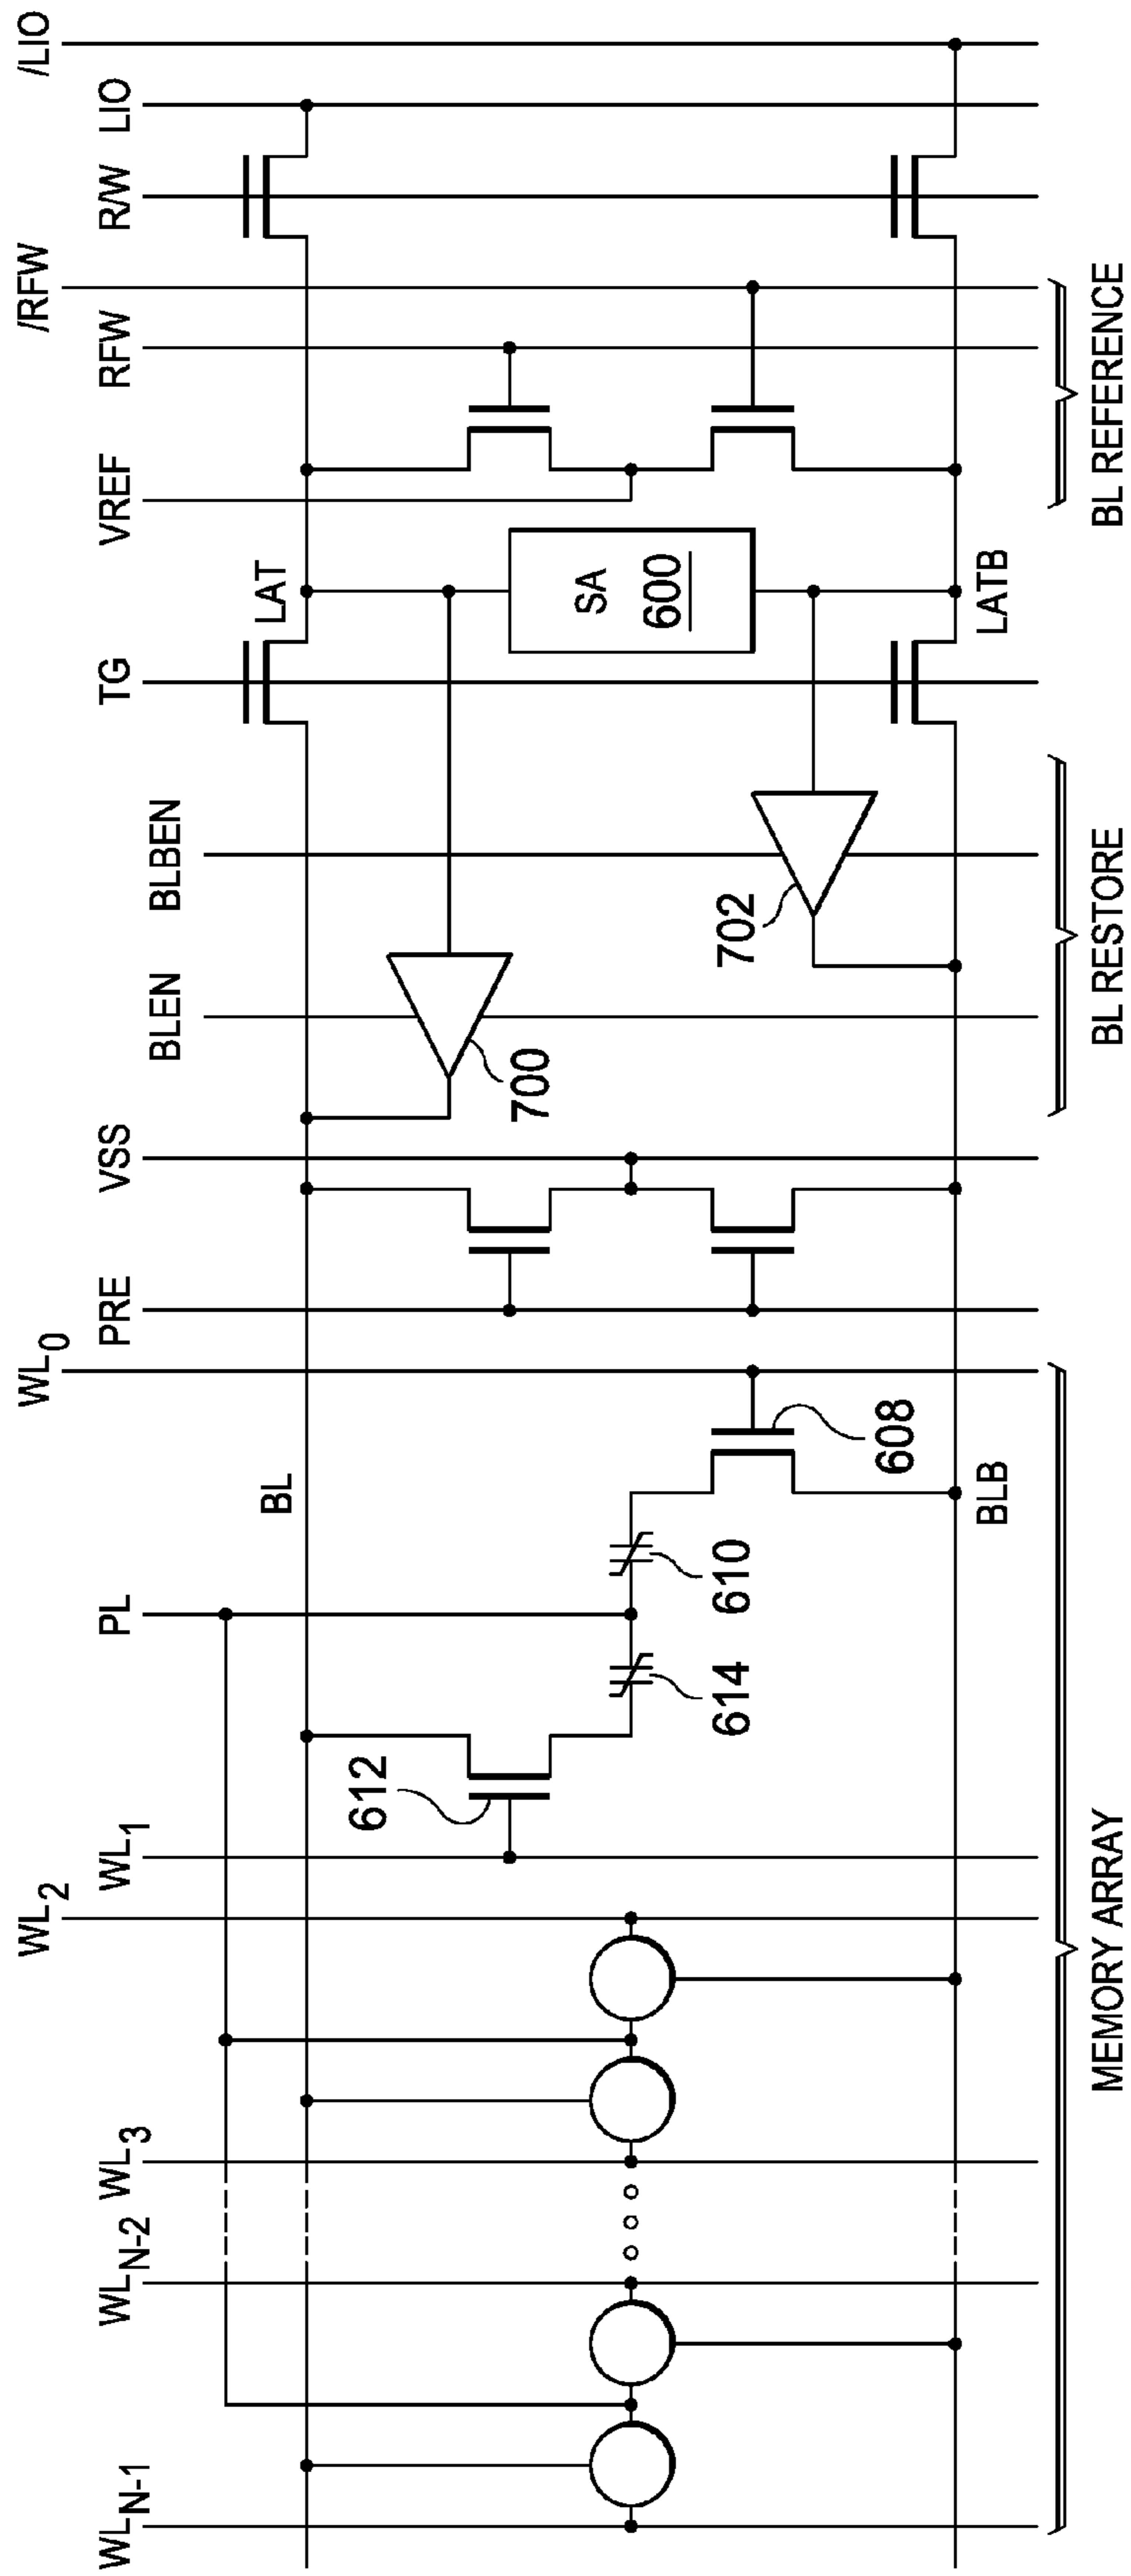 /LIO
LIO
R/W
/RFW
RFW
VREF
LAT
TG
SA
600
LATB
BL REFERENCE
BLBEN
702
BLEN
700
BL RESTORE
VSS
PRE
WL0
608
BL
BLB
610
PL
614
612
WL1
WL2
WL3
WLN-2
WLN-1
MEMORY ARRAY